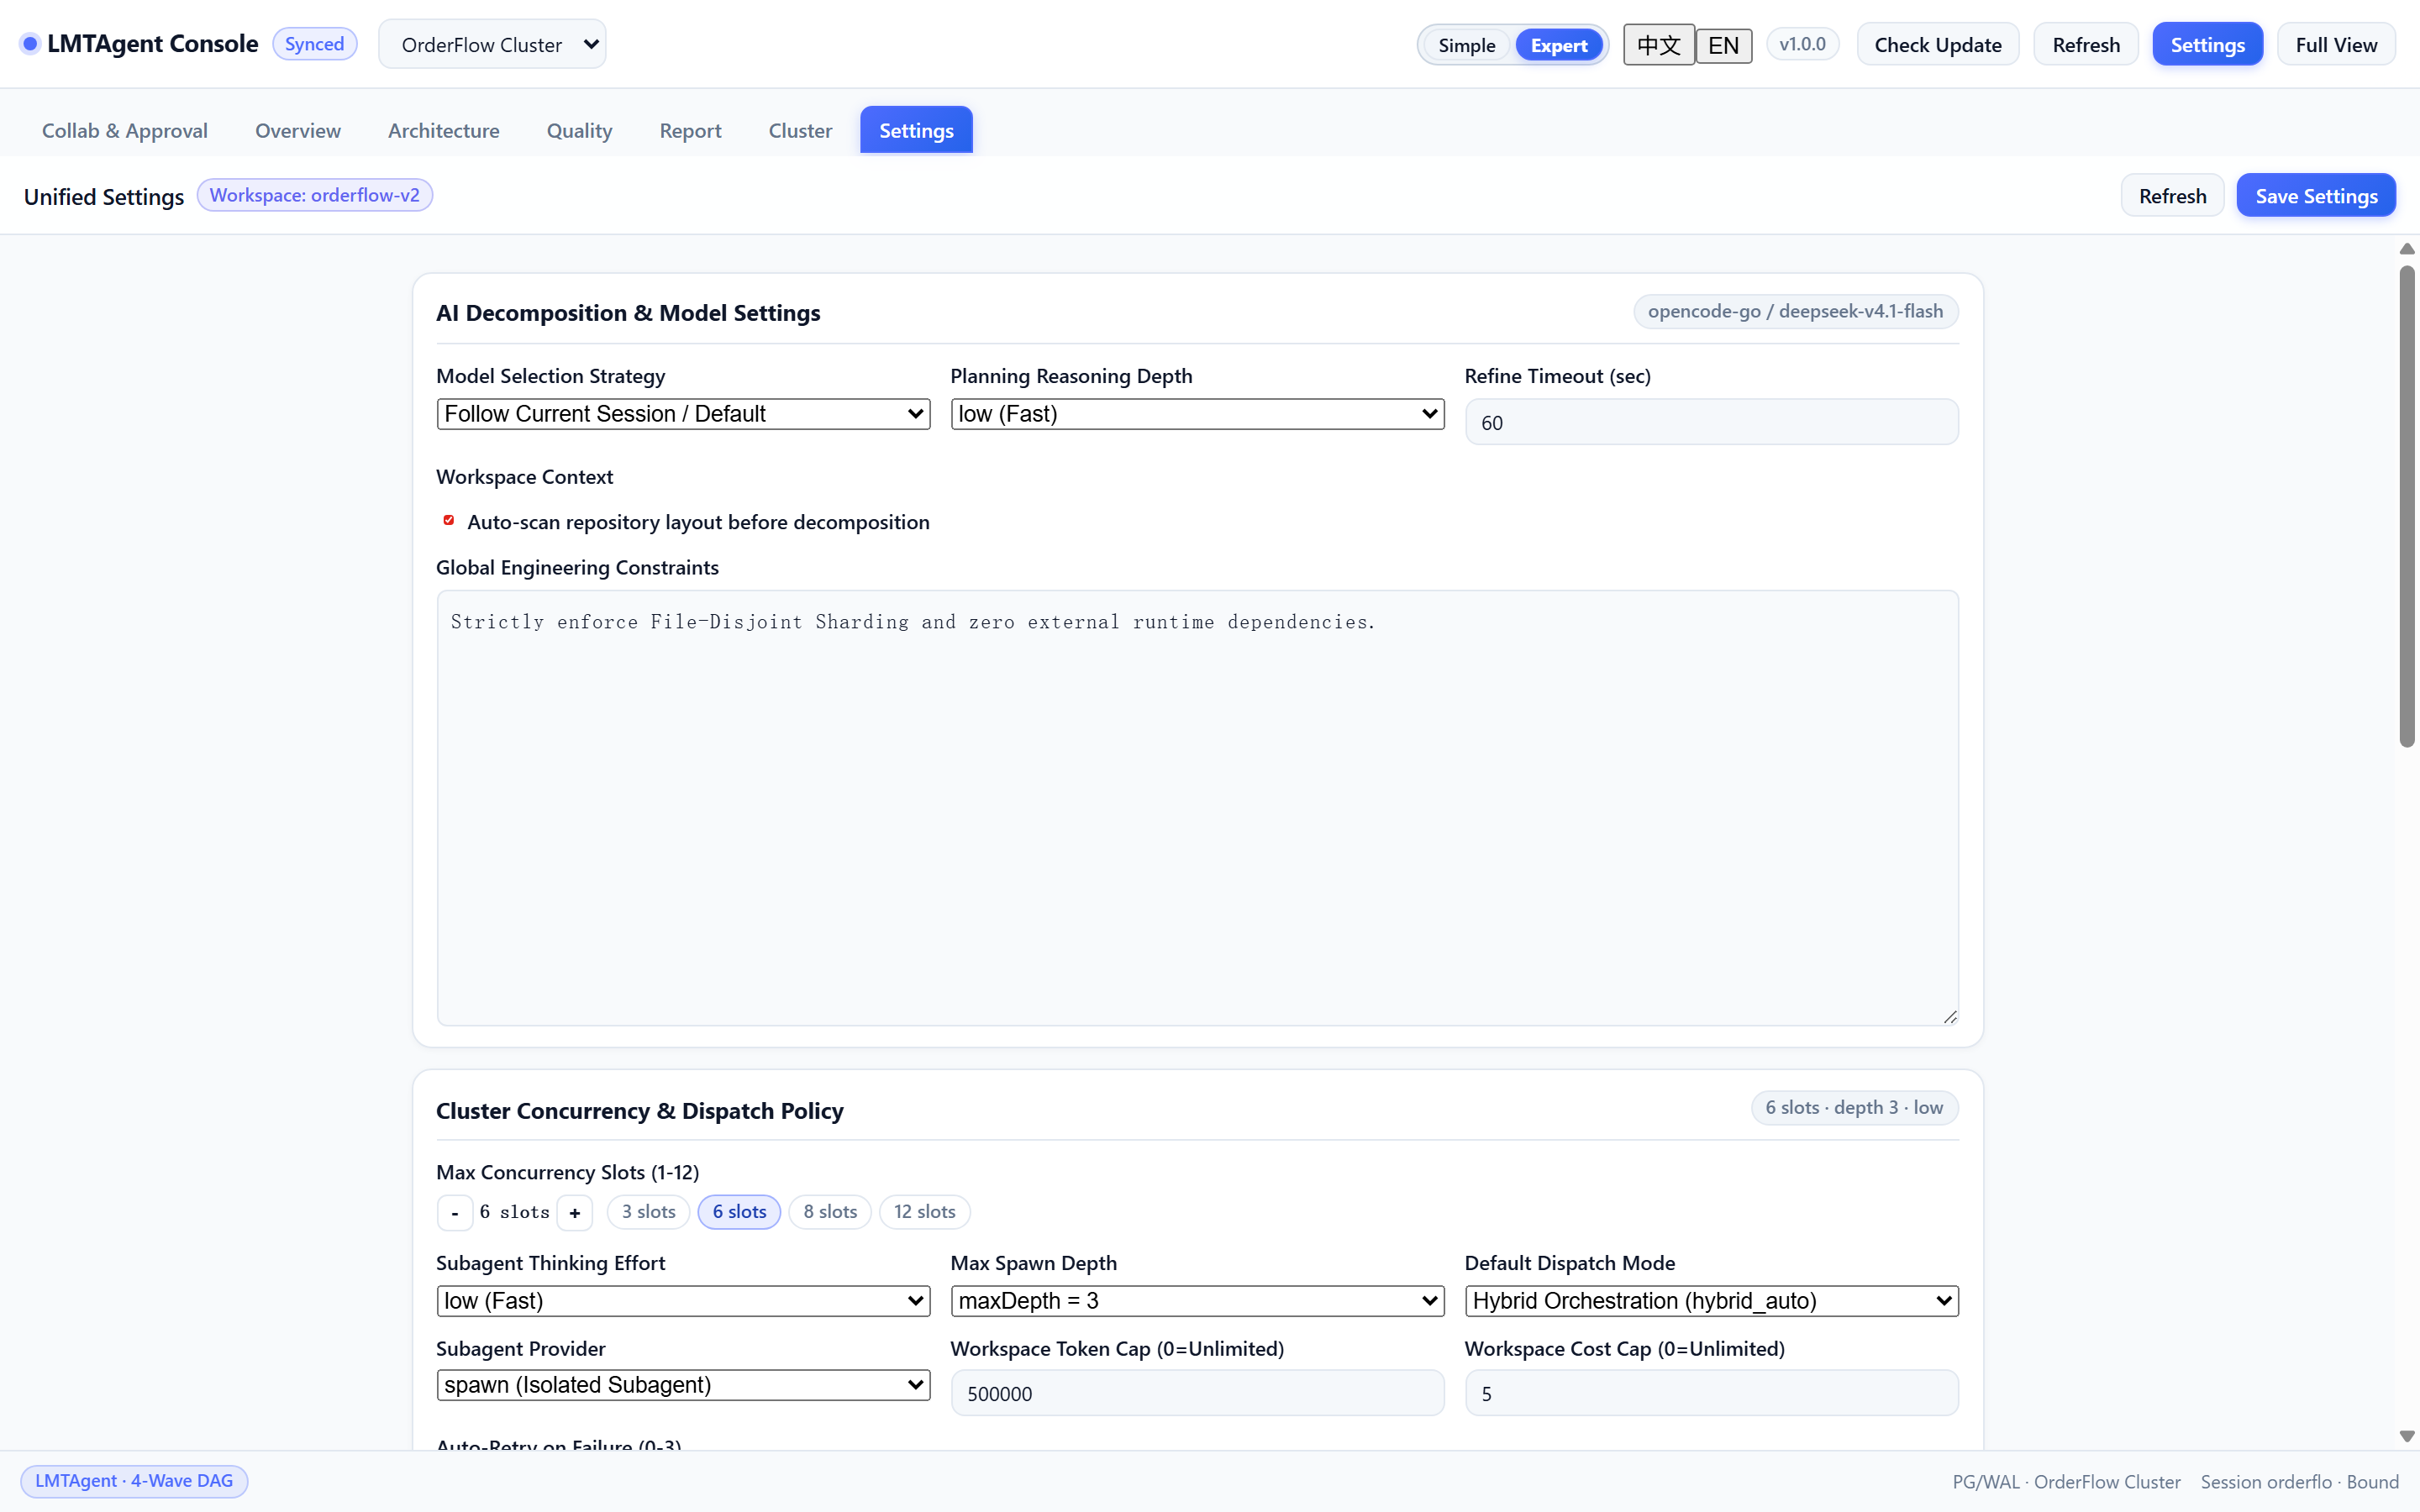 LMTAgent Console Synced OrderFlow Cluster Simple Expert 中文 EN v1.0.0 Check Update Refresh Settings Full View
Collab & Approval Overview Architecture Quality Report Cluster Settings
Unified Settings Workspace: orderflow-v2 Refresh Save Settings
AI Decomposition & Model Settings opencode-go / deepseek-v4.1-flash
Model Selection Strategy Planning Reasoning Depth Refine Timeout (sec)
Follow Current Session / Default low (Fast) 60
Workspace Context
Auto-scan repository layout before decomposition
Global Engineering Constraints
Strictly enforce File-Disjoint Sharding and zero external runtime dependencies.
Cluster Concurrency & Dispatch Policy 6 slots · depth 3 · low
Max Concurrency Slots (1-12)
- 6 slots + 3 slots 6 slots 8 slots 12 slots
Subagent Thinking Effort Max Spawn Depth Default Dispatch Mode
low (Fast) maxDepth = 3 Hybrid Orchestration (hybrid_auto)
Subagent Provider Workspace Token Cap (0=Unlimited) Workspace Cost Cap (0=Unlimited)
spawn (Isolated Subagent) 500000 5
Auto-Retry on Failure (0-3)
LMTAgent · 4-Wave DAG PG/WAL · OrderFlow Cluster Session orderflo · Bound